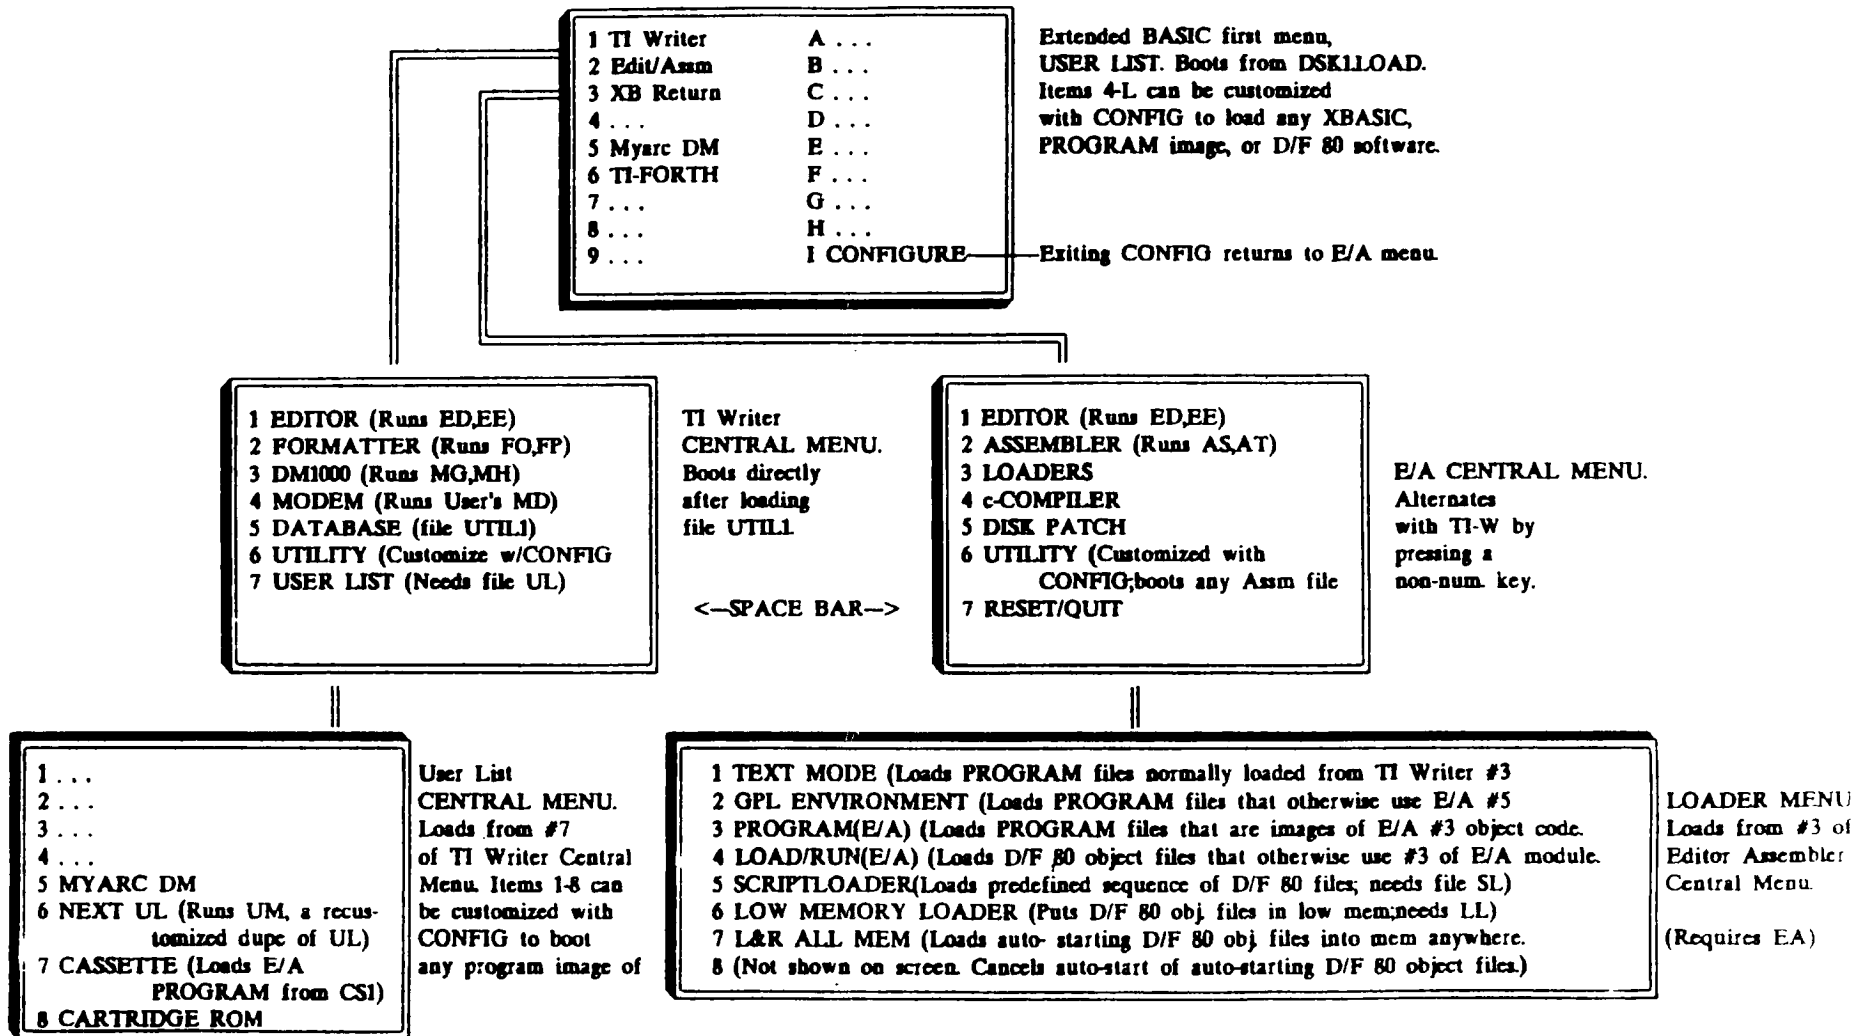 1 TI Writer
2 Edit/Assm
3 XB Return
4 . . .
5 Myarc DM
6 TI-FORTH
7 . . .
8 . . .
9 . . .
A . . .
B . . .
C . . .
D . . .
E . . .
F . . .
G . . .
H . . .
I CONFIGURE
Extended BASIC first menu,
USER LIST. Boots from DSK1.LOAD.
Items 4-L can be customized
with CONFIG to load any XBASIC,
PROGRAM image, or D/F 80 software.
Exiting CONFIG returns to E/A menu.
1 EDITOR (Runs ED,EE)
2 FORMATTER (Runs FO,FP)
3 DM1000 (Runs MG,MH)
4 MODEM (Runs User's MD)
5 DATABASE (file UTIL1)
6 UTILITY (Customize w/CONFIG
7 USER LIST (Needs file UL)
TI Writer
CENTRAL MENU.
Boots directly
after loading
file UTIL1.
<--SPACE BAR-->
1 EDITOR (Runs ED,EE)
2 ASSEMBLER (Runs AS,AT)
3 LOADERS
4 c-COMPILER
5 DISK PATCH
6 UTILITY (Customized with
CONFIG;boots any Assm file
7 RESET/QUIT
E/A CENTRAL MENU.
Alternates
with TI-W by
pressing a
non-num. key.
1 . . .
2 . . .
3 . . .
4 . . .
5 MYARC DM
6 NEXT UL (Runs UM, a recus-
tomized dupe of UL)
7 CASSETTE (Loads E/A
PROGRAM from CS1)
8 CARTRIDGE ROM
User List
CENTRAL MENU.
Loads from #7
of TI Writer Central
Menu. Items 1-8 can
be customized with
CONFIG to boot
any program image of
1 TEXT MODE (Loads PROGRAM files normally loaded from TI Writer #3
2 GPL ENVIRONMENT (Loads PROGRAM files that otherwise use E/A #5
3 PROGRAM(E/A) (Loads PROGRAM files that are images of E/A #3 object code.
4 LOAD/RUN(E/A) (Loads D/F 80 object files that otherwise use #3 of E/A module.
5 SCRIPTLOADER(Loads predefined sequence of D/F 80 files; needs file SL)
6 LOW MEMORY LOADER (Puts D/F 80 obj. files in low mem;needs LL)
7 L&R ALL MEM (Loads auto- starting D/F 80 obj. files into mem anywhere.
8 (Not shown on screen. Cancels auto-start of auto-starting D/F 80 object files.)
LOADER MENU
Loads from #3 of
Editor Assembler
Central Menu.
(Requires EA)